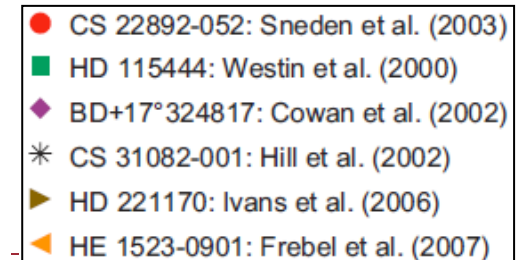 CS 22892-052: Sneden et al. (2003)
HD 115444: Westin et al. (2000)
BD+17°324817: Cowan et al. (2002)
CS 31082-001: Hill et al. (2002)
HD 221170: Ivans et al. (2006)
HE 1523-0901: Frebel et al. (2007)